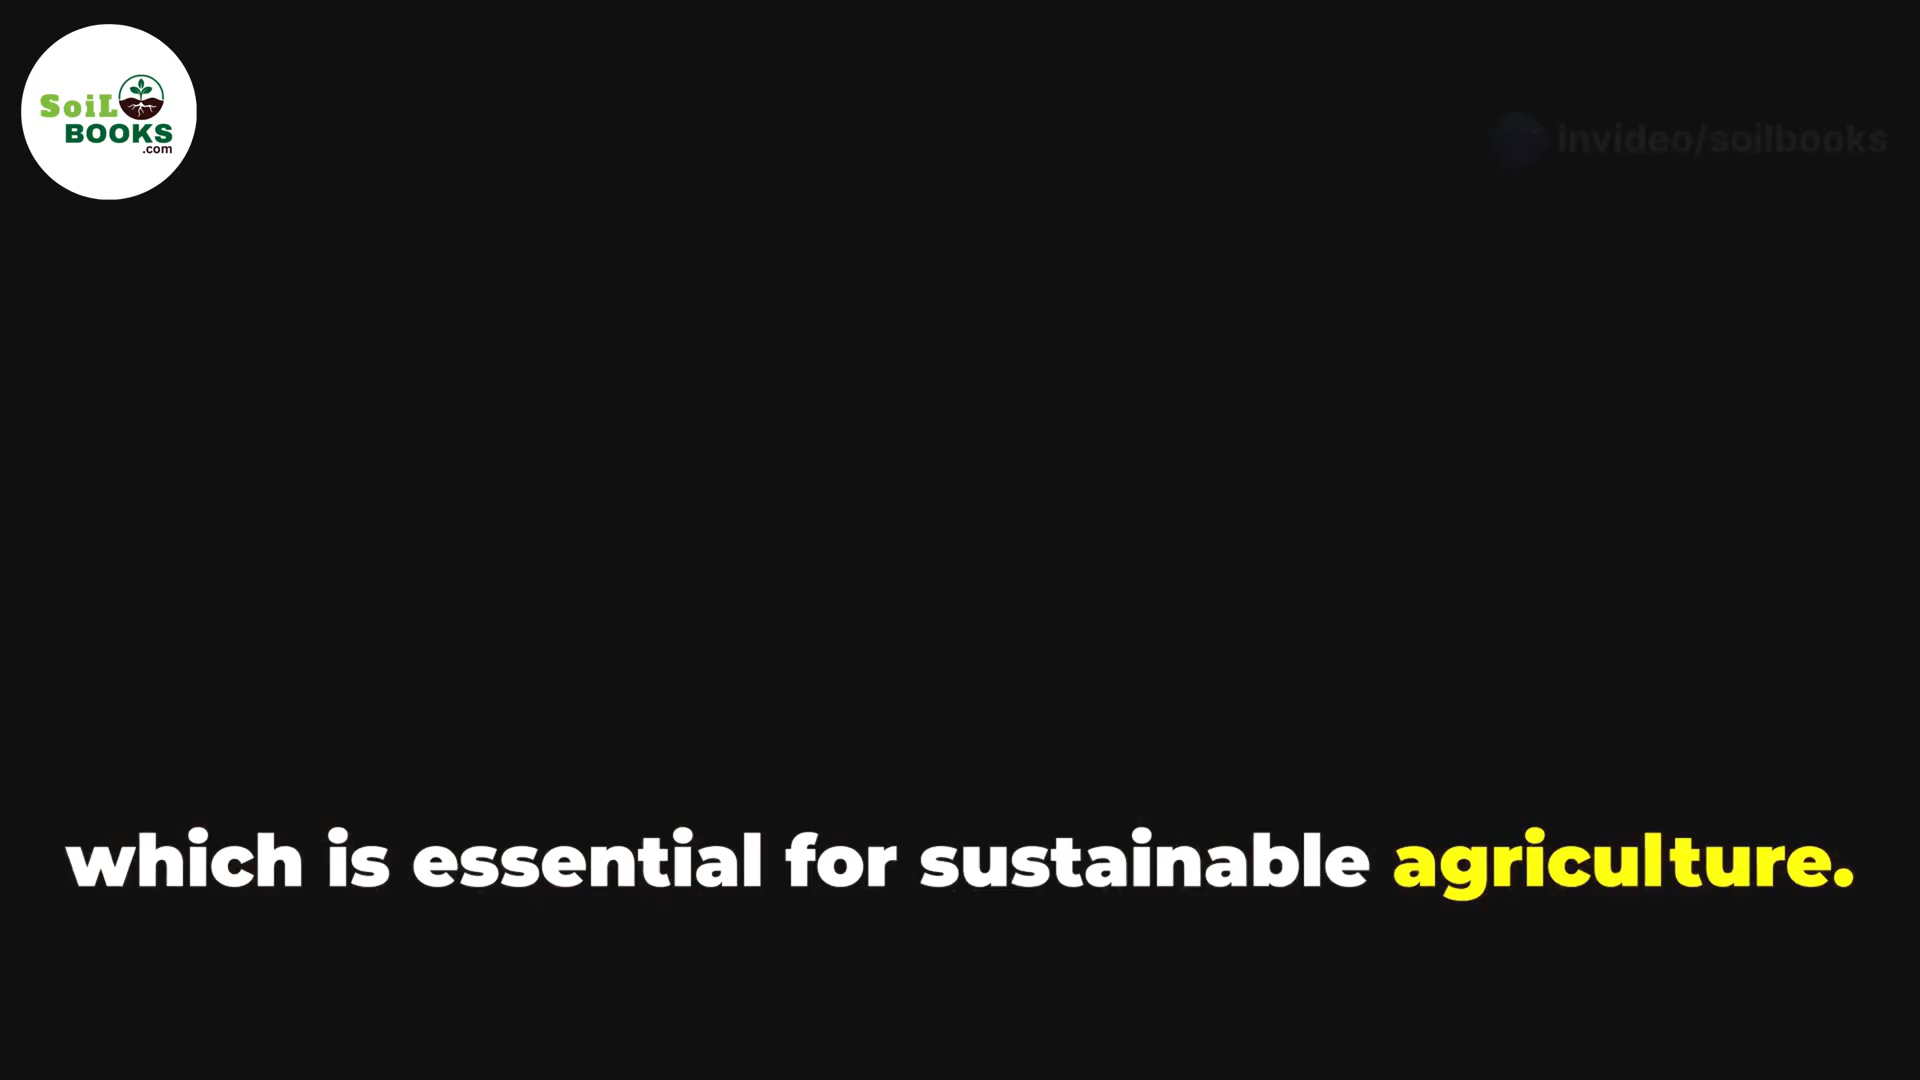 SoiL
BOOKS
.com
invideo/soilbooks
which is essential for sustainable agriculture.